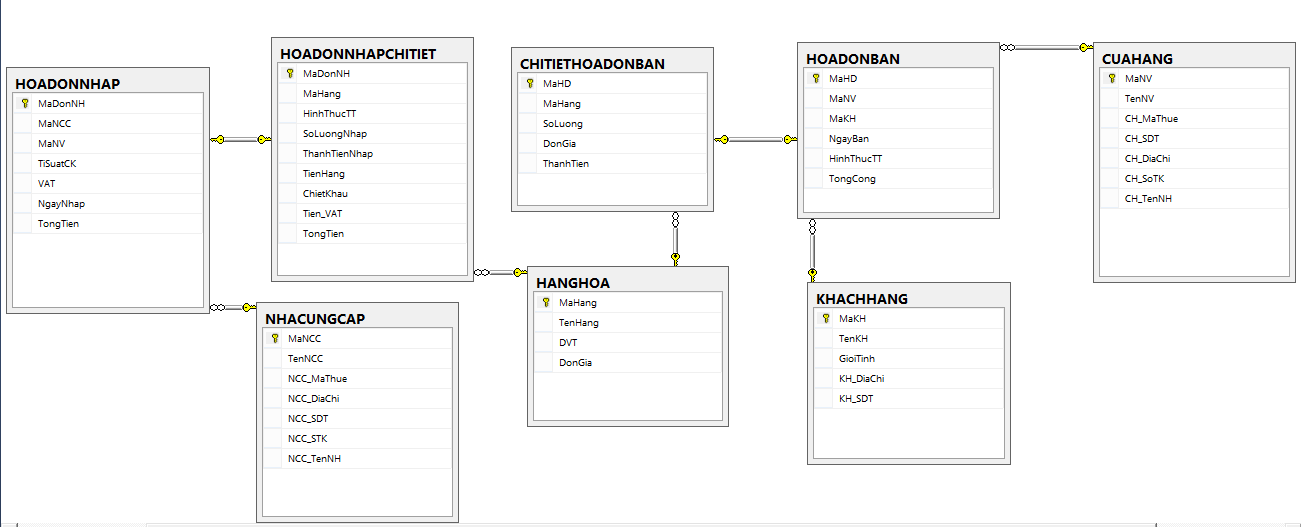 HOADONNHAP
MaDonNH
MaNCC
MaNV
TiSuatCK
VAT
NgayNhap
TongTien
HOADONNHAPCHITIET
MaDonNH
MaHang
HinhThucTT
SoLuongNhap
ThanhTienNhap
TienHang
ChietKhau
Tien_VAT
TongTien
CHITIETHOADONBAN
MaHD
MaHang
SoLuong
DonGia
ThanhTien
HOADONBAN
MaHD
MaNV
MaKH
NgayBan
HinhThucTT
TongCong
CUAHANG
MaNV
TenNV
CH_MaThue
CH_SDT
CH_DiaChi
CH_SoTK
CH_TenNH
NHACUNGCAP
MaNCC
TenNCC
NCC_MaThue
NCC_DiaChi
NCC_SDT
NCC_STK
NCC_TenNH
HANGHOA
MaHang
TenHang
DVT
DonGia
KHACHHANG
MaKH
TenKH
GioiTinh
KH_DiaChi
KH_SDT